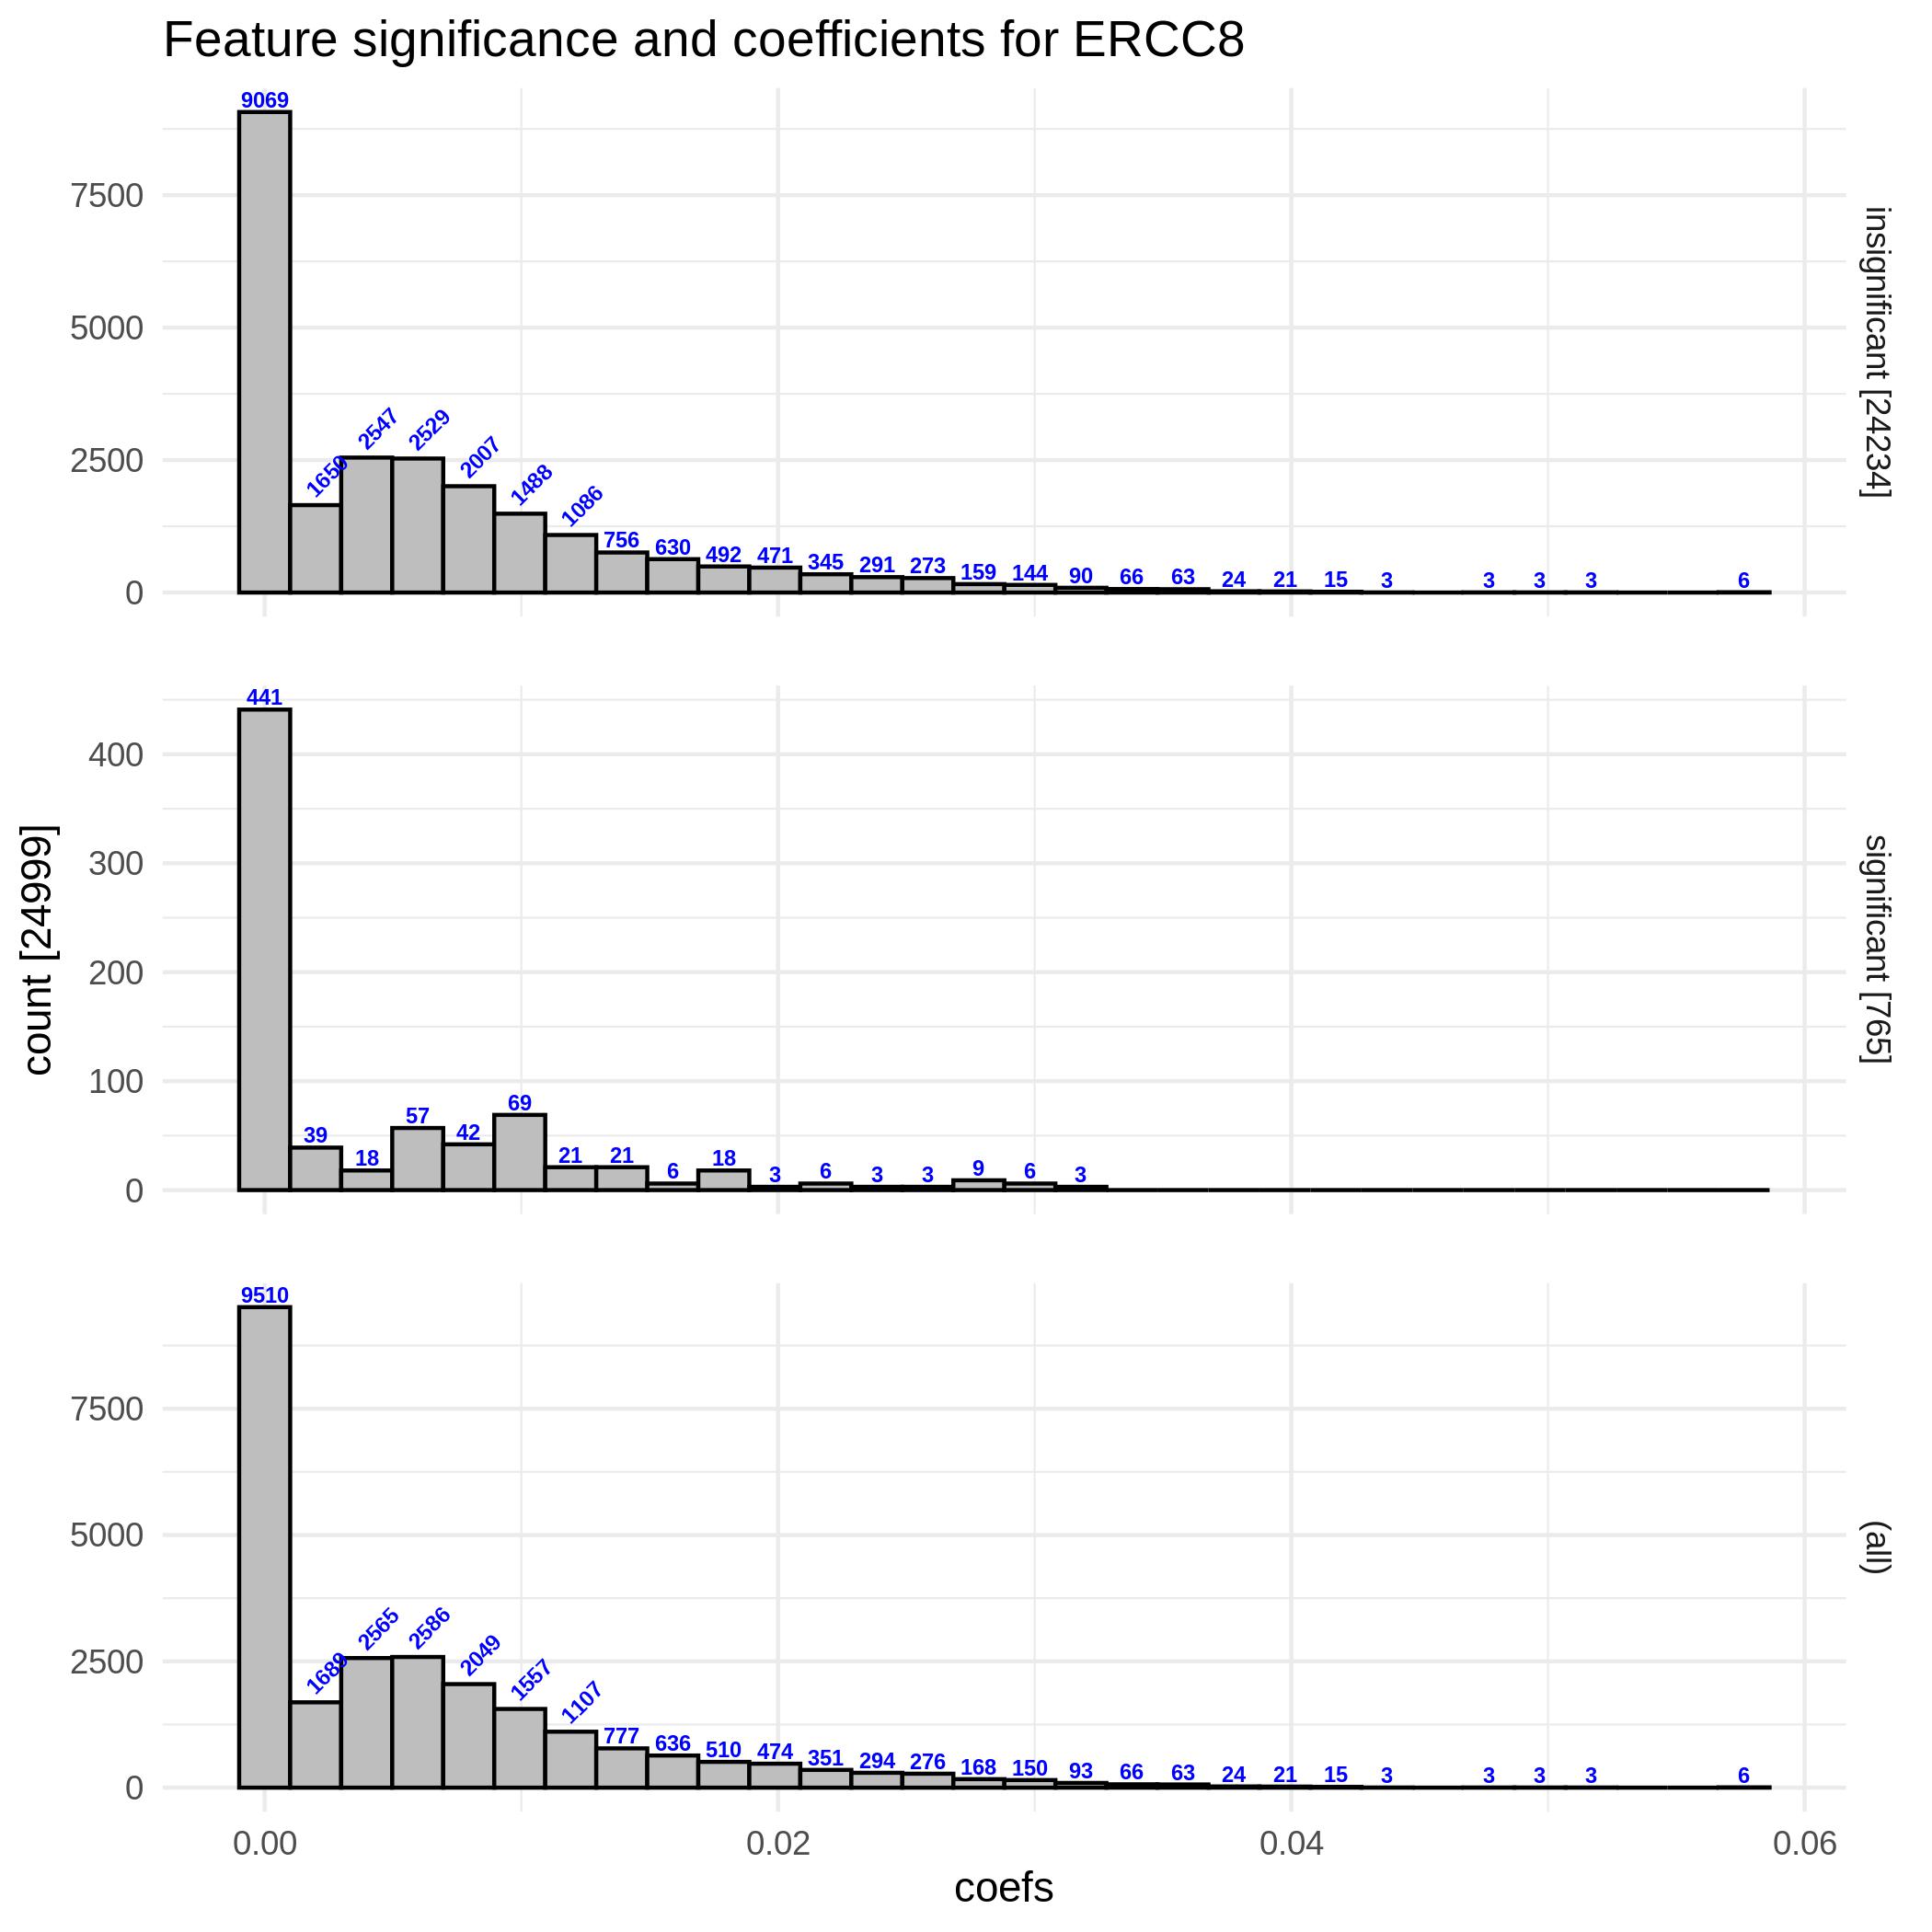 Feature significance and coefficients for ERCC8
count [24999]
9069
1650
2547
2529
2007
1488
1086
756 630 492 471 345 291 273 159 144 90 66 63 24 21 15 3 3 3 3 6
7500
5000
2500
0
insignificant [24234]
441
39 18 57 42 69 21 21 6 18 3 6 3 3 9 6 3
400
300
200
100
0
significant [765]
9510
1689
2565
2586
2049
1557
1107
777 636 510 474 351 294 276 168 150 93 66 63 24 21 15 3 3 3 3 6
7500
5000
2500
0
(all)
0.00 0.02 0.04 0.06
coefs